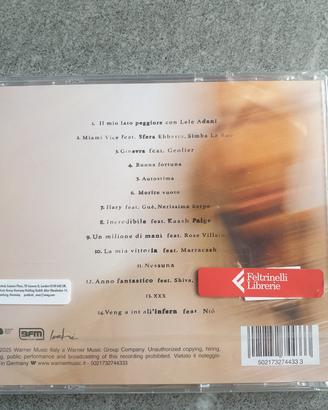 1. Il mio lato peggiore con Lele Adani
2. Miami Vice feat. Sfera Ebbasta, Simba La Rue
3. Ginevra feat. Geolier
4. Buona fortuna
5. Autostima
6. Morire vuoto
7. Ilary feat. Guè, Nerissima Serpe
8. Incredibile feat. Kaash Paige
9. Un milione di mani feat. Rose Villain
10. La mia vittoria feat. Marracash
11. Nessuna
12. Anno fantastico feat. Shiva,
13. XXX
14. Veng a int all'infern feat. Niō
Feltrinelli
Librerie
9FM
2025 Warner Music Italy a Warner Music Group Company. Unauthorized copying,
public performance and broadcasting of this recording prohibited. Vietato il noleggio
in Germany www.warnermusic.it
5021732744333